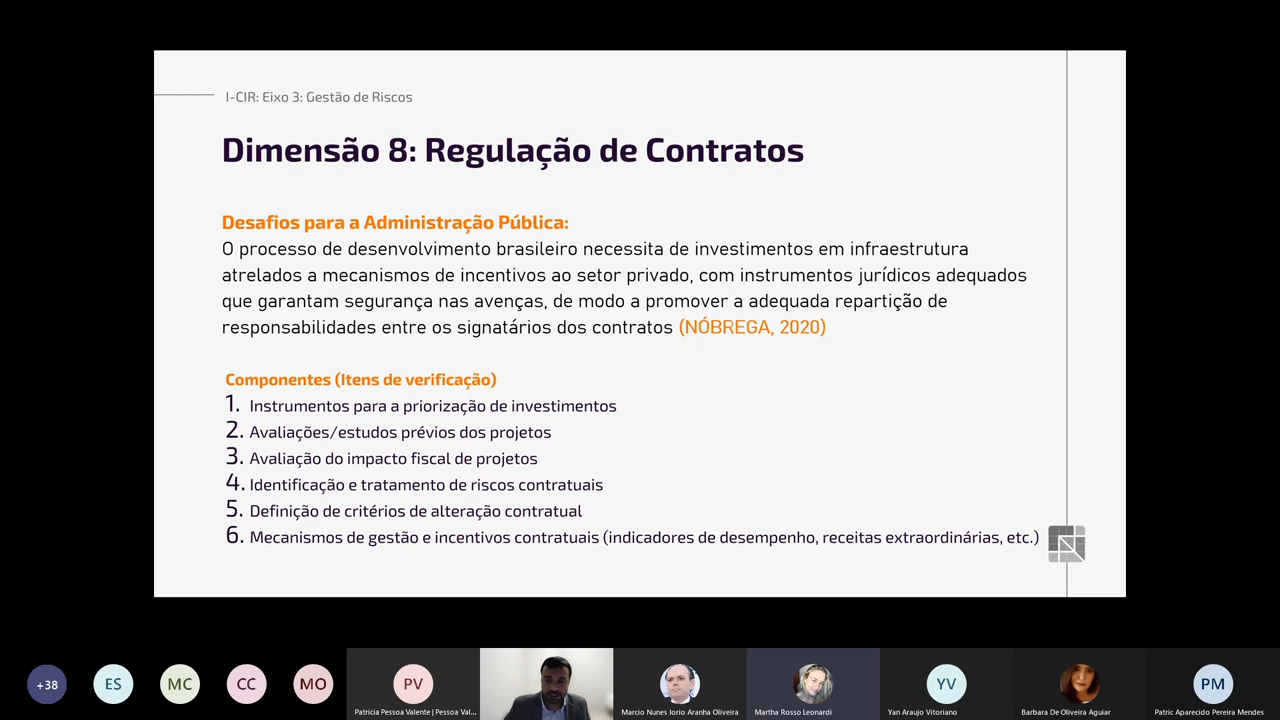 I-CIR: Eixo 3: Gestão de Riscos
Dimensão 8: Regulação de Contratos
Desafios para a Administração Pública:
O processo de desenvolvimento brasileiro necessita de investimentos em infraestrutura
atrelados a mecanismos de incentivos ao setor privado, com instrumentos jurídicos adequados
que garantam segurança nas avenças, de modo a promover a adequada repartição de
responsabilidades entre os signatários dos contratos (NÓBREGA, 2020)
Componentes (Itens de verificação)
1. Instrumentos para a priorização de investimentos
2. Avaliações/estudos prévios dos projetos
3. Avaliação do impacto fiscal de projetos
4. Identificação e tratamento de riscos contratuais
5. Definição de critérios de alteração contratual
6. Mecanismos de gestão e incentivos contratuais (indicadores de desempenho, receitas extraordinárias, etc.)
+38 ES MC CC MO PV YV PM
Patricia Pessoa Valente | Pessoa Val... Marcio Nunes Iorio Aranha Oliveira Martha Rosso Leonardi Yan Araujo Vitoriano Barbara De Oliveira Aguiar Patric Aparecido Pereira Mendes